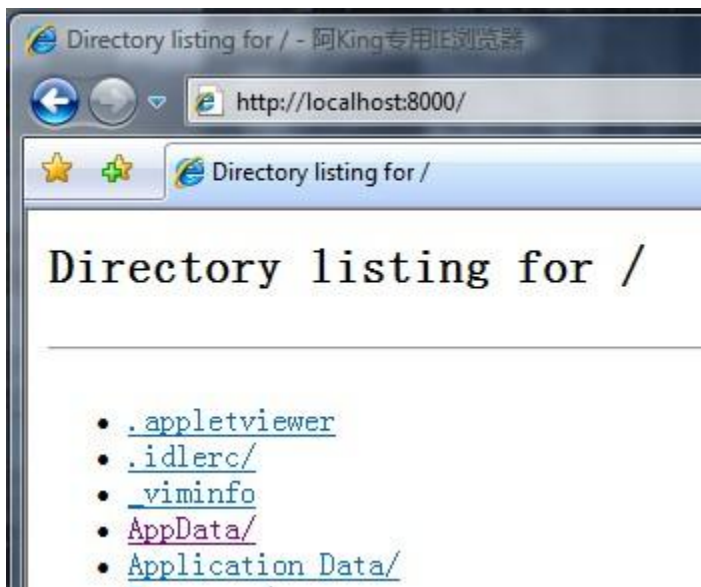 Directory listing for / - 阿King专用IE浏览器
http://localhost:8000/
Directory listing for /
Directory listing for /
.appletviewer
.idlerc/
_viminfo
AppData/
Application Data/